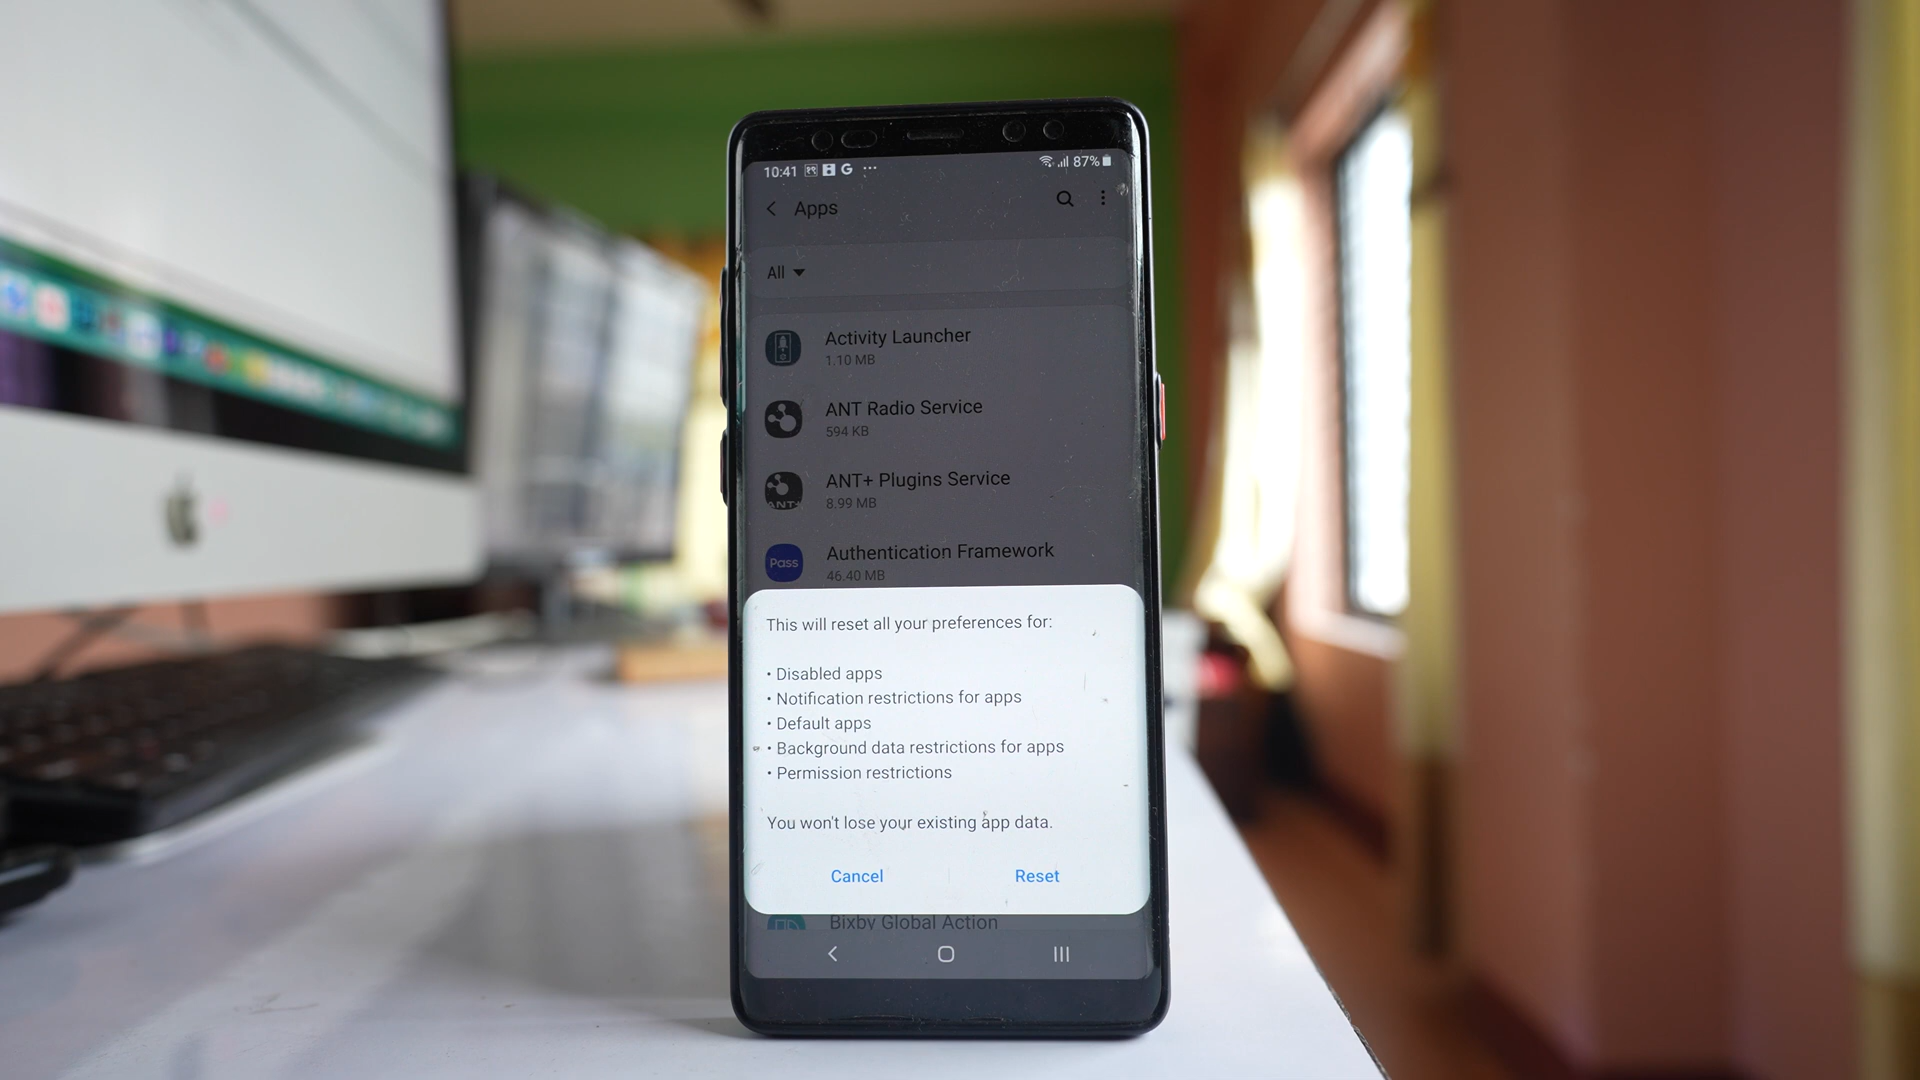 10:41 G ... 87%
Apps
All
Activity Launcher
1.10 MB
ANT Radio Service
594 KB
ANT+ Plugins Service
8.99 MB
ANT+
Pass
Authentication Framework
46.40 MB
This will reset all your preferences for:
• Disabled apps
• Notification restrictions for apps
• Default apps
• Background data restrictions for apps
• Permission restrictions
You won't lose your existing app data.
Cancel Reset
Bixby Global Action